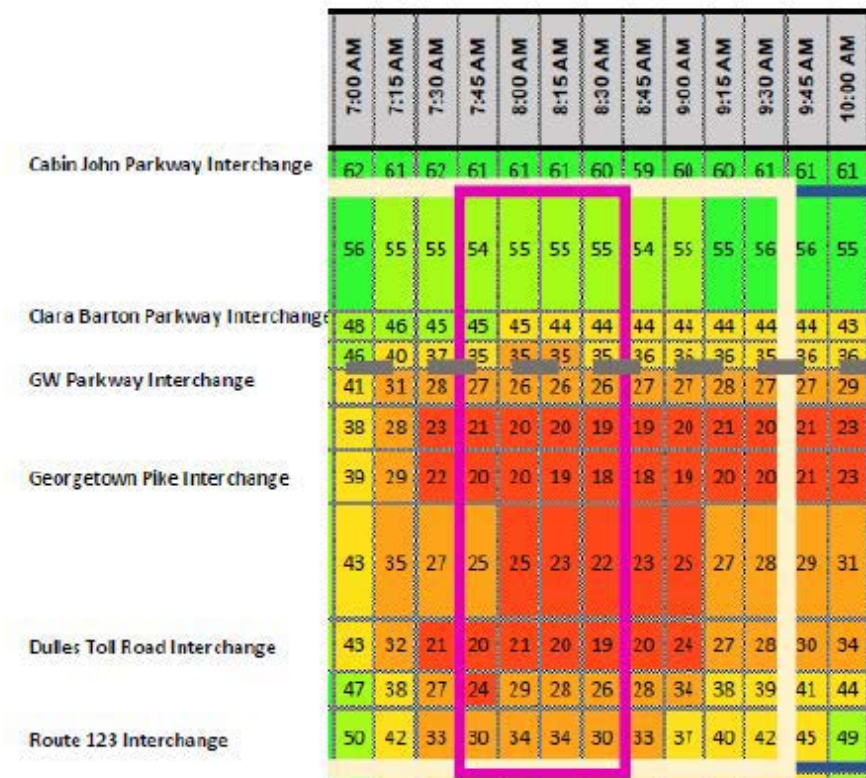 7:00 AM 7:15 AM 7:30 AM 7:45 AM 8:00 AM 8:15 AM 8:30 AM 8:45 AM 9:00 AM 9:15 AM 9:30 AM 9:45 AM 10:00 AM
Cabin John Parkway Interchange 62 61 62 61 61 61 60 59 60 60 61 61 61
56 55 55 54 55 55 55 54 55 55 56 56 55
Clara Barton Parkway Interchange 48 46 45 45 45 44 44 44 44 44 44 44 43
46 40 37 35 35 35 35 36 36 36 35 36 36
GW Parkway Interchange 41 31 28 27 26 26 26 27 27 28 27 27 29
38 28 23 21 20 20 19 19 20 21 20 21 23
Georgetown Pike Interchange 39 29 22 20 20 19 18 18 19 20 20 21 23
43 35 27 25 25 23 22 23 25 27 28 29 31
Dulles Toll Road Interchange 43 32 21 20 21 20 19 20 24 27 28 30 34
47 38 27 24 29 28 26 28 34 38 39 41 44
Route 123 Interchange 50 42 33 30 34 34 30 33 37 40 42 45 49